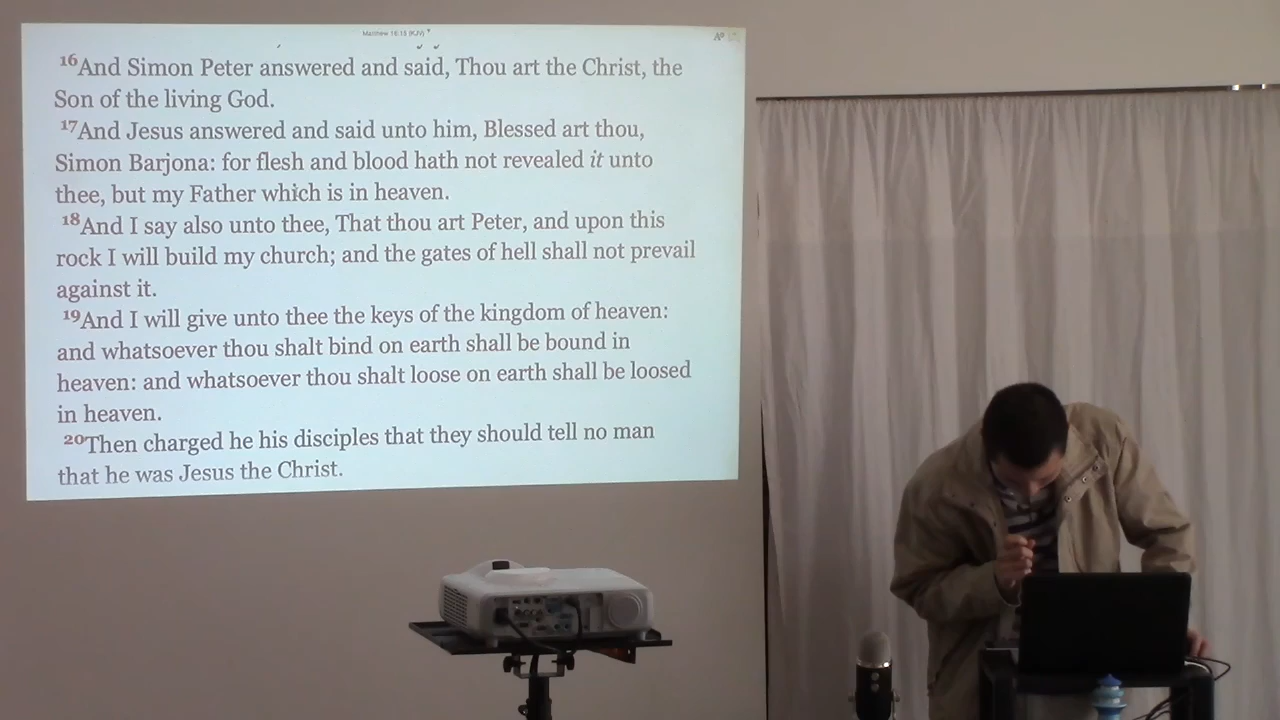 Matthew 16:15 (KJV)
16And Simon Peter answered and said, Thou art the Christ, the
Son of the living God.
17And Jesus answered and said unto him, Blessed art thou,
Simon Barjona: for flesh and blood hath not revealed it unto
thee, but my Father which is in heaven.
18And I say also unto thee, That thou art Peter, and upon this
rock I will build my church; and the gates of hell shall not prevail
against it.
19And I will give unto thee the keys of the kingdom of heaven:
and whatsoever thou shalt bind on earth shall be bound in
heaven: and whatsoever thou shalt loose on earth shall be loosed
in heaven.
20Then charged he his disciples that they should tell no man
that he was Jesus the Christ.